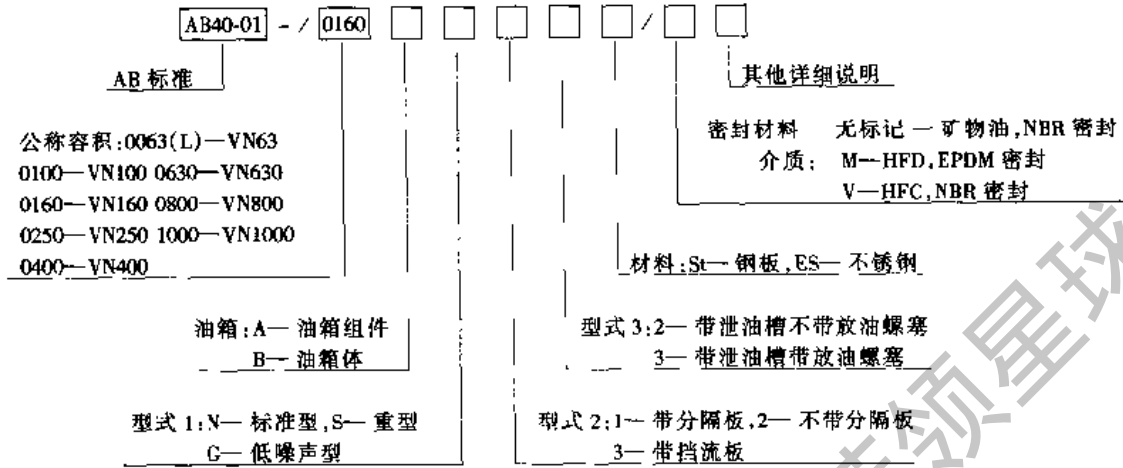 AB40-01 - / 0160 □ □ □ □ □ / □ □
AB 标准
其他详细说明
公称容积:0063(L)—VN63
0100—VN100 0630—VN630
0160—VN160 0800—VN800
0250—VN250 1000—VN1000
0400—VN400
密封材料 无标记 — 矿物油,NBR 密封
介质: M—HFD,EPDM 密封
V—HFC,NBR 密封
材料:St— 钢板,ES— 不锈钢
油箱:A— 油箱组件
B— 油箱体
型式 3:2— 带泄油槽不带放油螺塞
3— 带泄油槽带放油螺塞
型式 1:N— 标准型,S— 重型
G— 低噪声型
型式 2:1— 带分隔板,2— 不带分隔板
3— 带挡流板
领星球